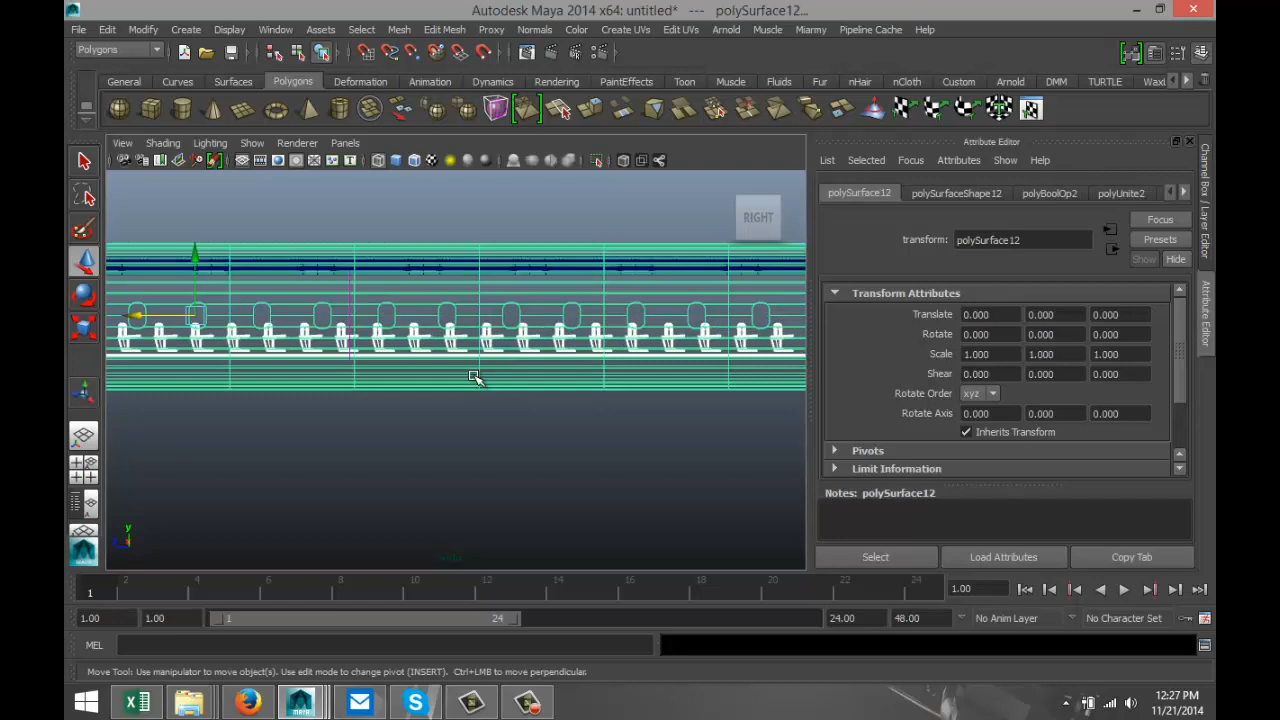 Autodesk Maya 2014 x64: untitled*   ---   polySurface12...
File Edit Modify Create Display Window Assets Select Mesh Edit Mesh Proxy Normals Color Create UVs Edit UVs Arnold Muscle Miarmy Pipeline Cache Help
Polygons
General Curves Surfaces Polygons Deformation Animation Dynamics Rendering PaintEffects Toon Muscle Fluids Fur nHair nCloth Custom Arnold DMM TURTLE Waxl
View Shading Lighting Show Renderer Panels
Attribute Editor
List Selected Focus Attributes Show Help
polySurface12 polySurfaceShape12 polyBoolOp2 polyUnite2
RIGHT
Focus
transform: polySurface12
Presets
Show Hide
Transform Attributes
Translate 0.000 0.000 0.000
Rotate 0.000 0.000 0.000
Scale 1.000 1.000 1.000
Shear 0.000 0.000 0.000
Rotate Order xyz
Rotate Axis 0.000 0.000 0.000
Inherits Transform
Pivots
Limit Information
Notes: polySurface12
Select Load Attributes Copy Tab
Channel Box / Layer Editor
Attribute Editor
y
2 4 6 8 10 12 14 16 18 20 22 24
1
1.00
1.00 1.00 1 24 24.00 48.00 No Anim Layer No Character Set
MEL
Move Tool: Use manipulator to move object(s). Use edit mode to change pivot (INSERT). Ctrl+LMB to move perpendicular.
12:27 PM
11/21/2014